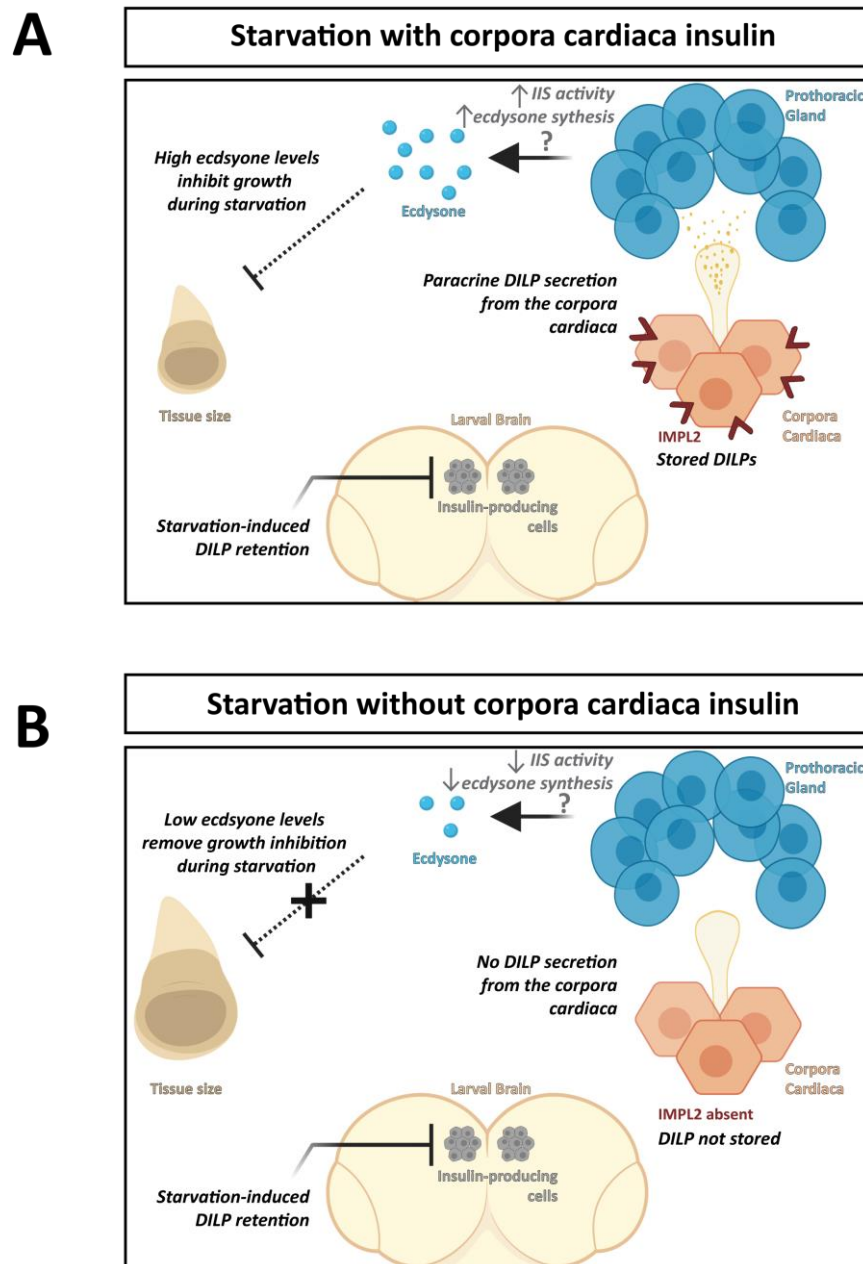 A
Starvation with corpora cardiaca insulin
↑ IIS activity
↑ecdysone sythesis
?
Prothoracic
Gland
High ecdsyone levels
inhibit growth
during starvation
Ecdysone
Paracrine DILP secretion
from the corpora
cardiaca
Tissue size
Larval Brain
IMPL2
Corpora
Cardiaca
Stored DILPs
Insulin-producing
cells
Starvation-induced
DILP retention
B
Starvation without corpora cardiaca insulin
↓ IIS activity
↓ecdysone synthesis
?
Prothoracic
Gland
Low ecdsyone levels
remove growth inhibition
during starvation
Ecdysone
No DILP secretion
from the corpora
cardiaca
Tissue size
Larval Brain
Corpora
Cardiaca
IMPL2 absent
DILP not stored
Insulin-producing
cells
Starvation-induced
DILP retention